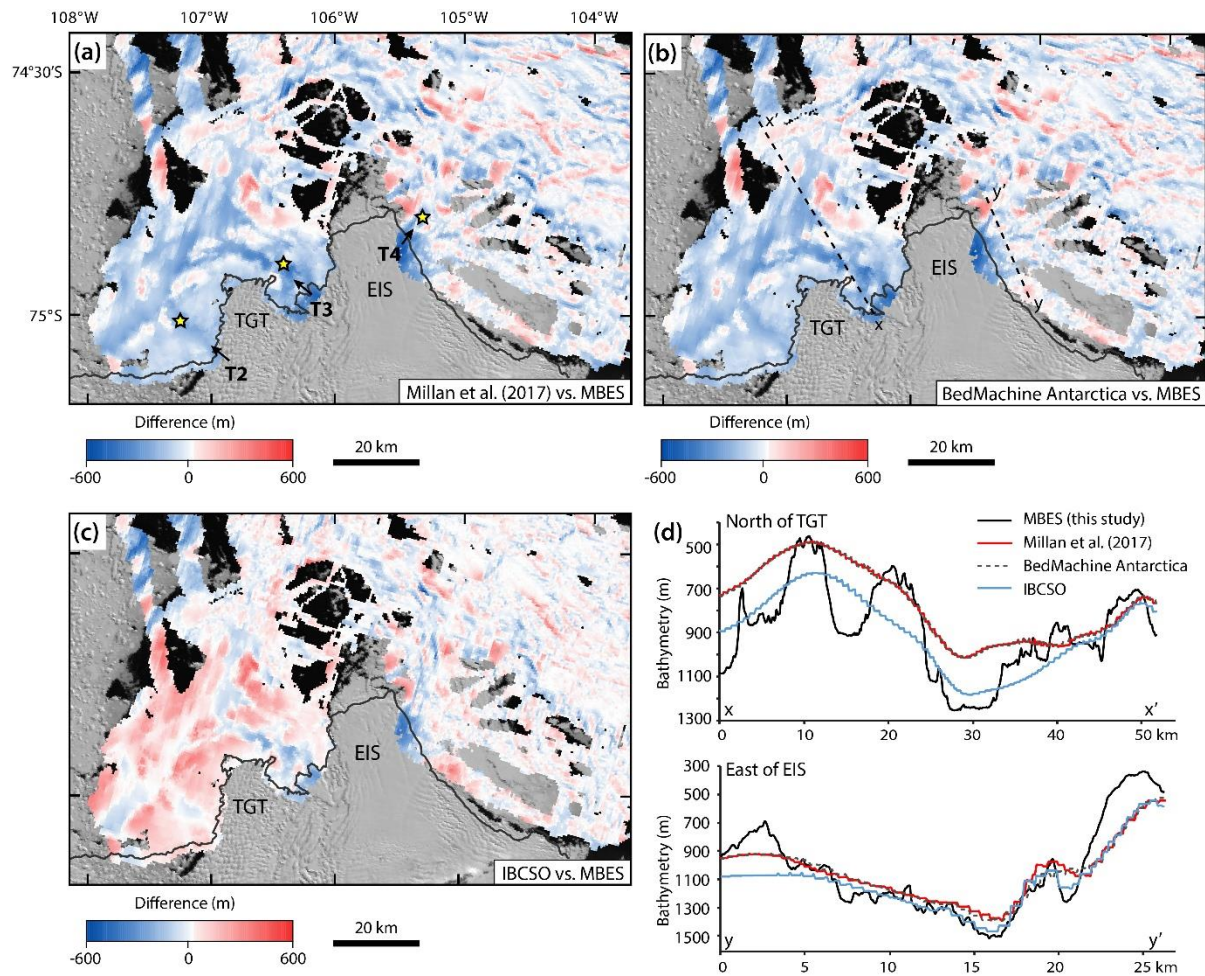 108°W 107°W 106°W 105°W 104°W
(a)
74°30'S
75°S
T4
EIS
T3
TGT
T2
Millan et al. (2017) vs. MBES
Difference (m)
-600 0 600
20 km
(b)
x
y
EIS
y
TGT
x
BedMachine Antarctica vs. MBES
Difference (m)
-600 0 600
20 km
(c)
EIS
TGT
IBCSO vs. MBES
Difference (m)
-600 0 600
20 km
(d)
North of TGT
MBES (this study)
Millan et al. (2017)
BedMachine Antarctica
IBCSO
Bathymetry (m)
500
700
900
1100
1300
x x'
0 10 20 30 40 50 km
East of EIS
Bathymetry (m)
300
500
900
1100
1300
1500
y y'
0 5 10 15 20 25 km